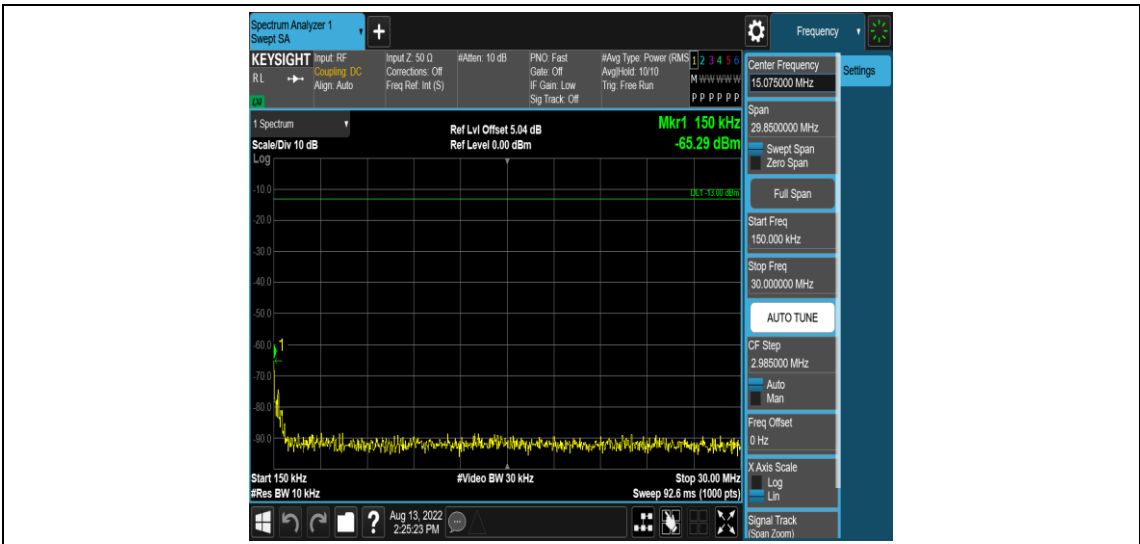 Spectrum Analyzer 1
Swept SA
+
Frequency
KEYSIGHT
RL
LXI
Input: RF
Coupling: DC
Align: Auto
Input Z: 50 Ω
Corrections: Off
Freq Ref: Int (S)
#Atten: 10 dB
PNO: Fast
Gate: Off
IF Gain: Low
Sig Track: Off
#Avg Type: Power (RMS
Avg|Hold: 10/10
Trig: Free Run
1 2 3 4 5 6
M W W W W W
P P P P P P
1 Spectrum
Scale/Div 10 dB
Log
Ref Lvl Offset 5.04 dB
Ref Level 0.00 dBm
Mkr1 150 kHz
-65.29 dBm
DL1 -13.00 dBm
-10.0
-20.0
-30.0
-40.0
-50.0
-60.0
1
-70.0
-80.0
-90.0
Start 150 kHz
#Res BW 10 kHz
#Video BW 30 kHz
Stop 30.00 MHz
Sweep 92.6 ms (1000 pts)
?
Aug 13, 2022
2:25:23 PM
Center Frequency
15.075000 MHz
Settings
Span
29.8500000 MHz
Swept Span
Zero Span
Full Span
Start Freq
150.000 kHz
Stop Freq
30.000000 MHz
AUTO TUNE
CF Step
2.985000 MHz
Auto
Man
Freq Offset
0 Hz
X Axis Scale
Log
Lin
Signal Track
(Span Zoom)